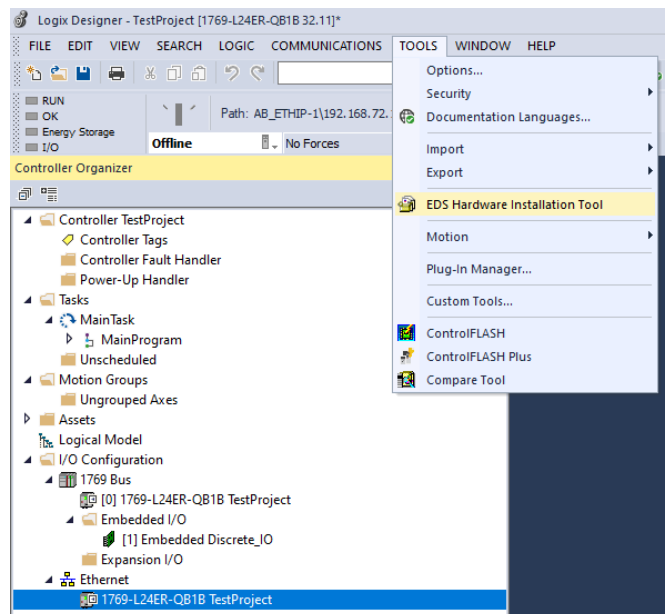 Logix Designer - TestProject [1769-L24ER-QB1B 32.11]*
FILE EDIT VIEW SEARCH LOGIC COMMUNICATIONS TOOLS WINDOW HELP
RUN
OK
Energy Storage
I/O
Path: AB_ETHIP-1\192.168.72.
Offline
No Forces
Controller Organizer
Controller TestProject
Controller Tags
Controller Fault Handler
Power-Up Handler
Tasks
MainTask
MainProgram
Unscheduled
Motion Groups
Ungrouped Axes
Assets
Logical Model
I/O Configuration
1769 Bus
[0] 1769-L24ER-QB1B TestProject
Embedded I/O
[1] Embedded Discrete_IO
Expansion I/O
Ethernet
1769-L24ER-QB1B TestProject
Options...
Security
Documentation Languages...
Import
Export
EDS Hardware Installation Tool
Motion
Plug-In Manager...
Custom Tools...
ControlFLASH
ControlFLASH Plus
Compare Tool